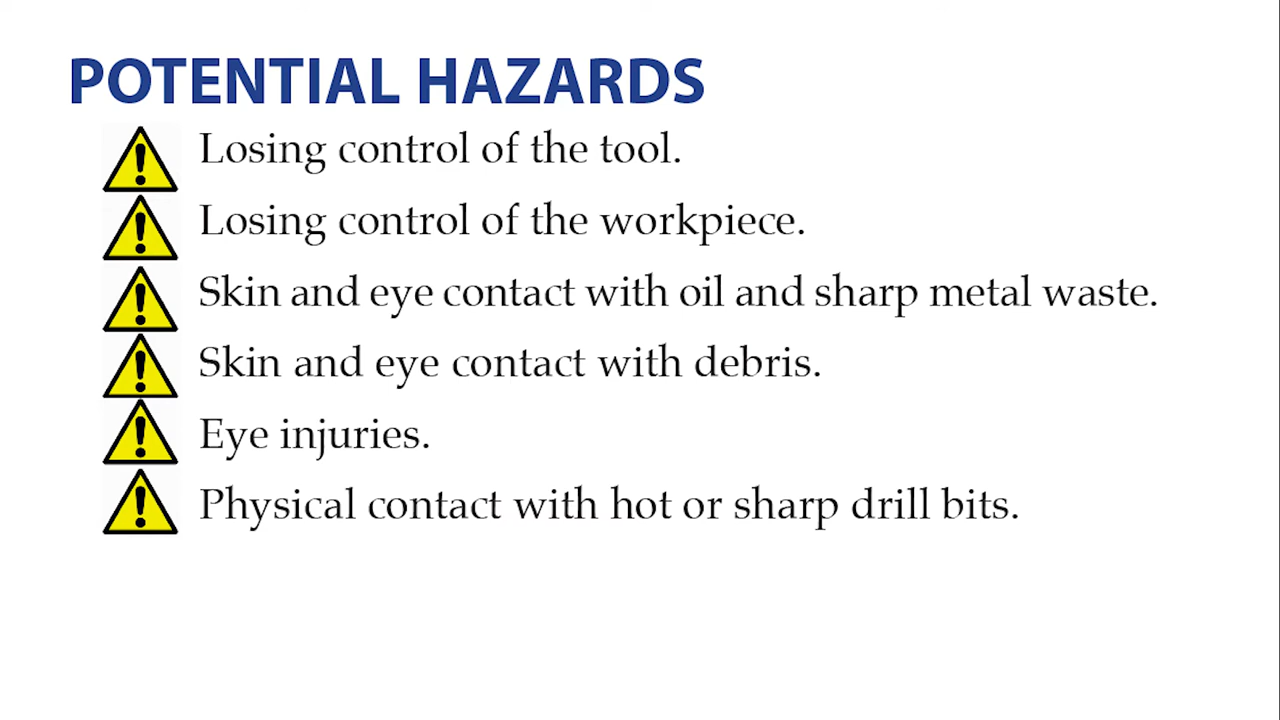 POTENTIAL HAZARDS
Losing control of the tool.
Losing control of the workpiece.
Skin and eye contact with oil and sharp metal waste.
Skin and eye contact with debris.
Eye injuries.
Physical contact with hot or sharp drill bits.